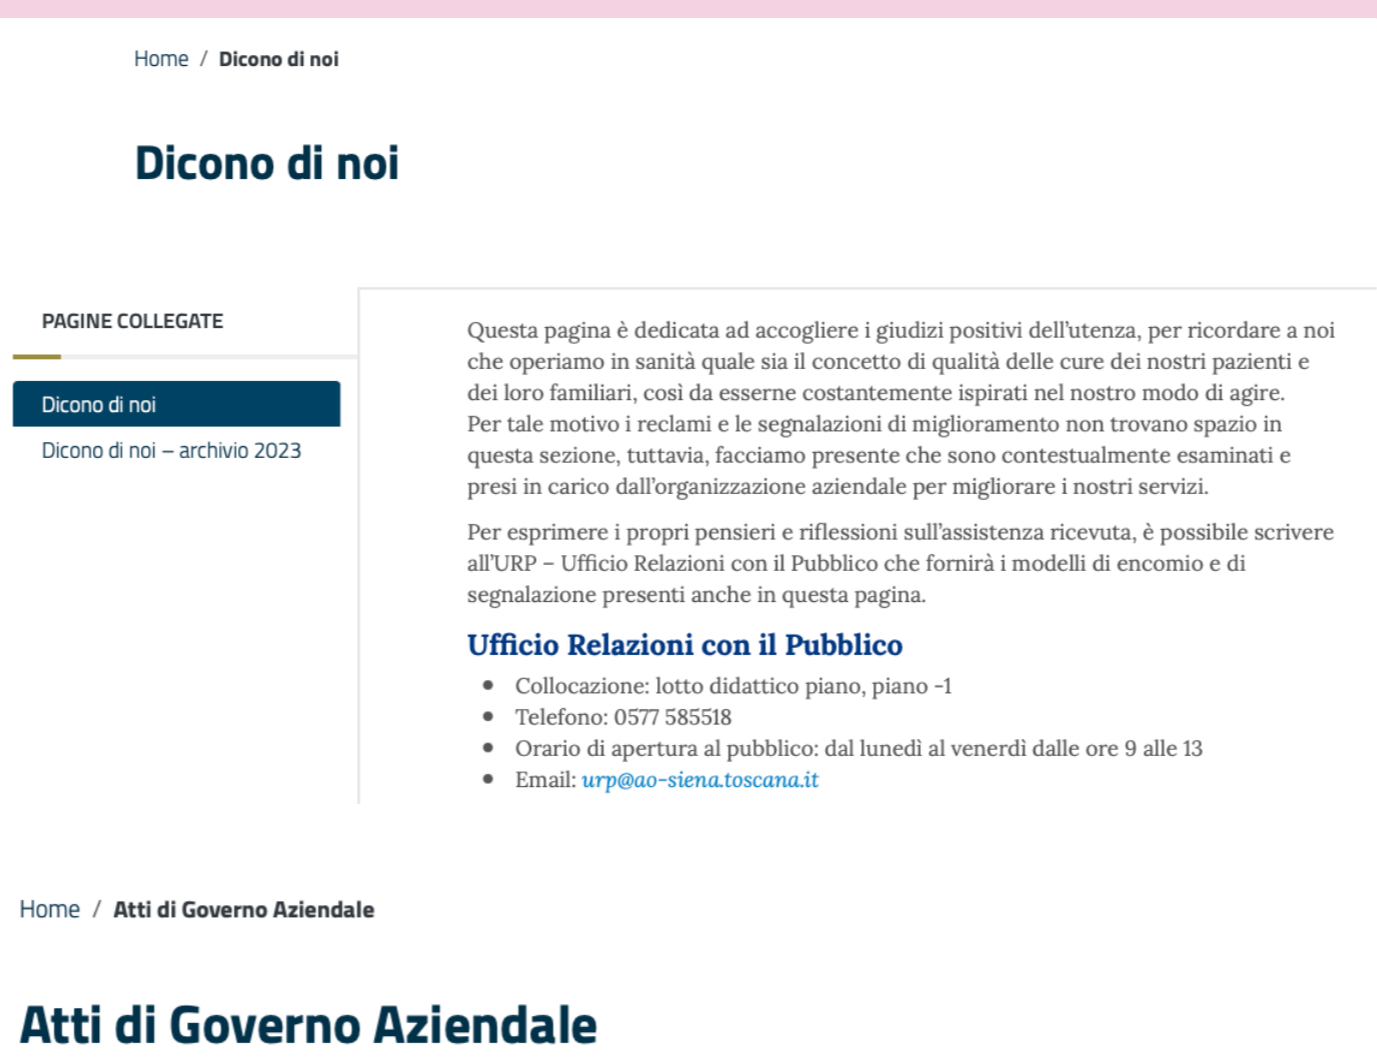 Home / Dicono di noi
Dicono di noi
PAGINE COLLEGATE
Dicono di noi
Dicono di noi – archivio 2023
Questa pagina è dedicata ad accogliere i giudizi positivi dell'utenza, per ricordare a noi
che operiamo in sanità quale sia il concetto di qualità delle cure dei nostri pazienti e
dei loro familiari, così da esserne costantemente ispirati nel nostro modo di agire.
Per tale motivo i reclami e le segnalazioni di miglioramento non trovano spazio in
questa sezione, tuttavia, facciamo presente che sono contestualmente esaminati e
presi in carico dall'organizzazione aziendale per migliorare i nostri servizi.
Per esprimere i propri pensieri e riflessioni sull'assistenza ricevuta, è possibile scrivere
all'URP – Ufficio Relazioni con il Pubblico che fornirà i modelli di encomio e di
segnalazione presenti anche in questa pagina.
Ufficio Relazioni con il Pubblico
• Collocazione: lotto didattico piano, piano -1
• Telefono: 0577 585518
• Orario di apertura al pubblico: dal lunedì al venerdì dalle ore 9 alle 13
• Email: urp@ao-siena.toscana.it
Home / Atti di Governo Aziendale
Atti di Governo Aziendale